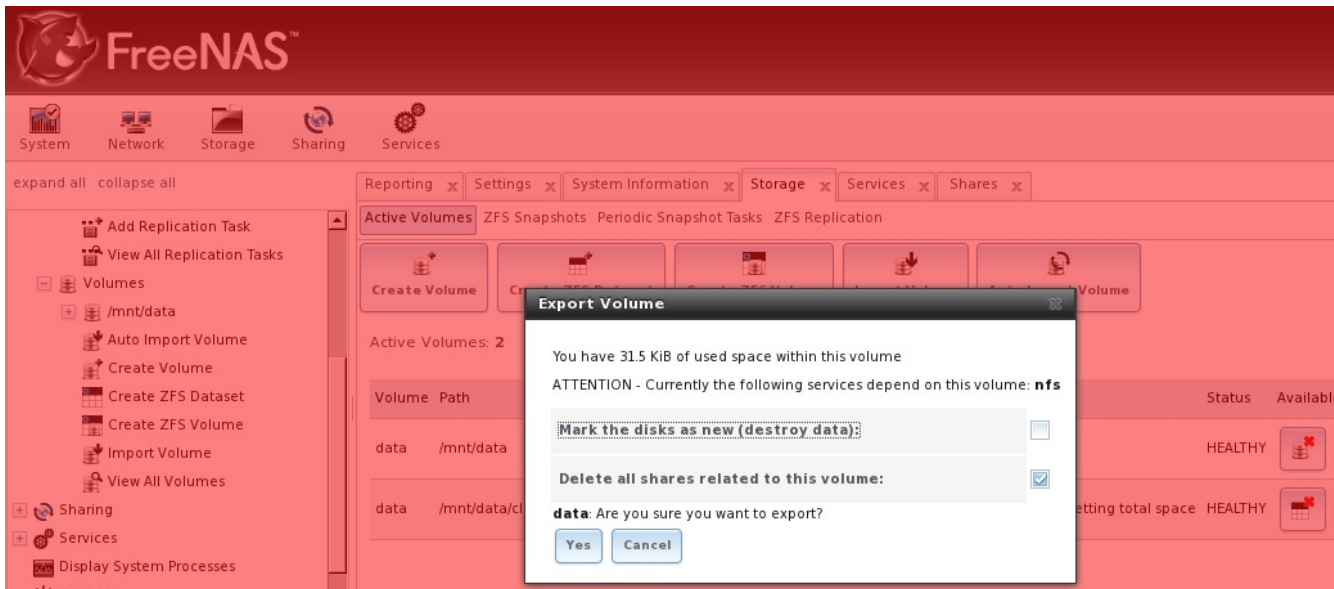 FreeNAS™
System Network Storage Sharing Services
expand all collapse all
Reporting x Settings x System Information x Storage x Services x Shares x
Active Volumes ZFS Snapshots Periodic Snapshot Tasks ZFS Replication
Add Replication Task
View All Replication Tasks
Volumes
/mnt/data
Auto Import Volume
Create Volume
Create ZFS Dataset
Create ZFS Volume
Import Volume
View All Volumes
Sharing
Services
Display System Processes
Create Volume
Volume
Active Volumes: 2
Volume Path Status Availabl
data /mnt/data HEALTHY
data /mnt/data/cl etting total space HEALTHY
Export Volume
You have 31.5 KiB of used space within this volume
ATTENTION - Currently the following services depend on this volume: nfs
Mark the disks as new (destroy data):
Delete all shares related to this volume:
data: Are you sure you want to export?
Yes Cancel